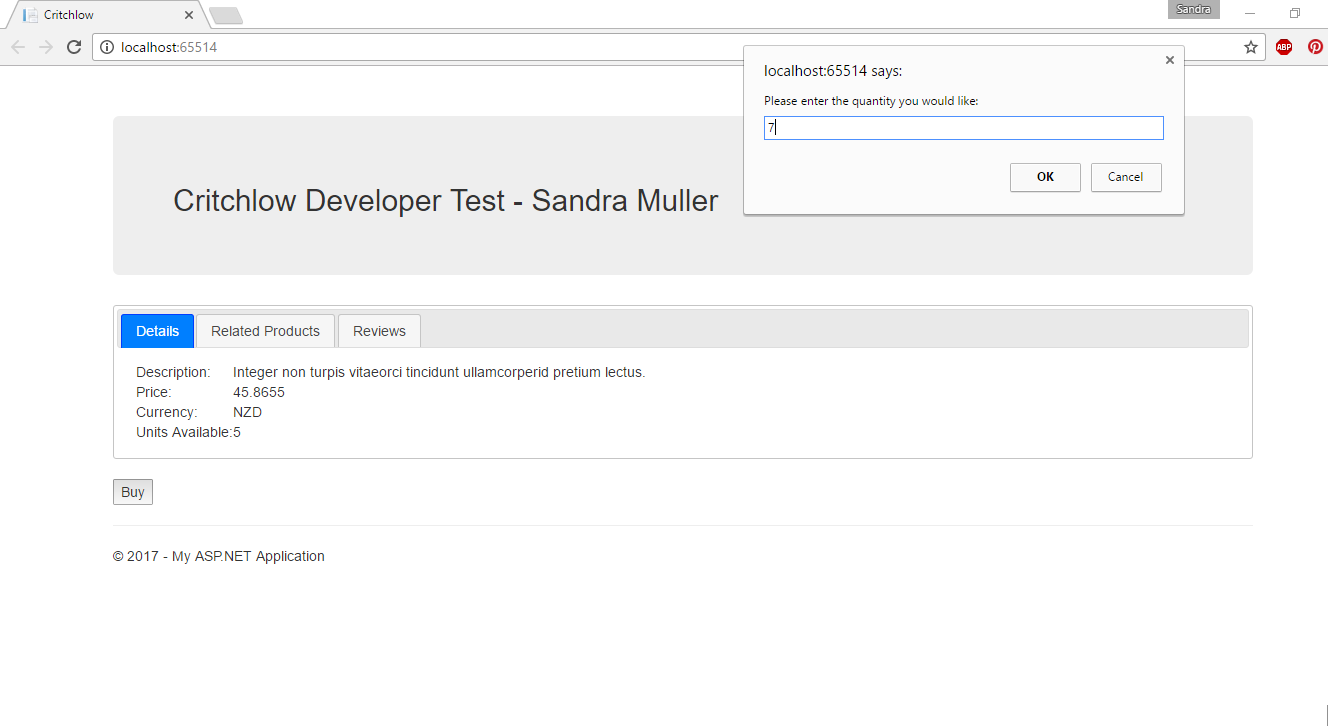 Critchlow
Sandra
localhost:65514
ABP
localhost:65514 says:
Please enter the quantity you would like:
7
OK
Cancel
Critchlow Developer Test - Sandra Muller
Details
Related Products
Reviews
Description: Integer non turpis vitaeorci tincidunt ullamcorperid pretium lectus.
Price: 45.8655
Currency: NZD
Units Available:5
Buy
© 2017 - My ASP.NET Application